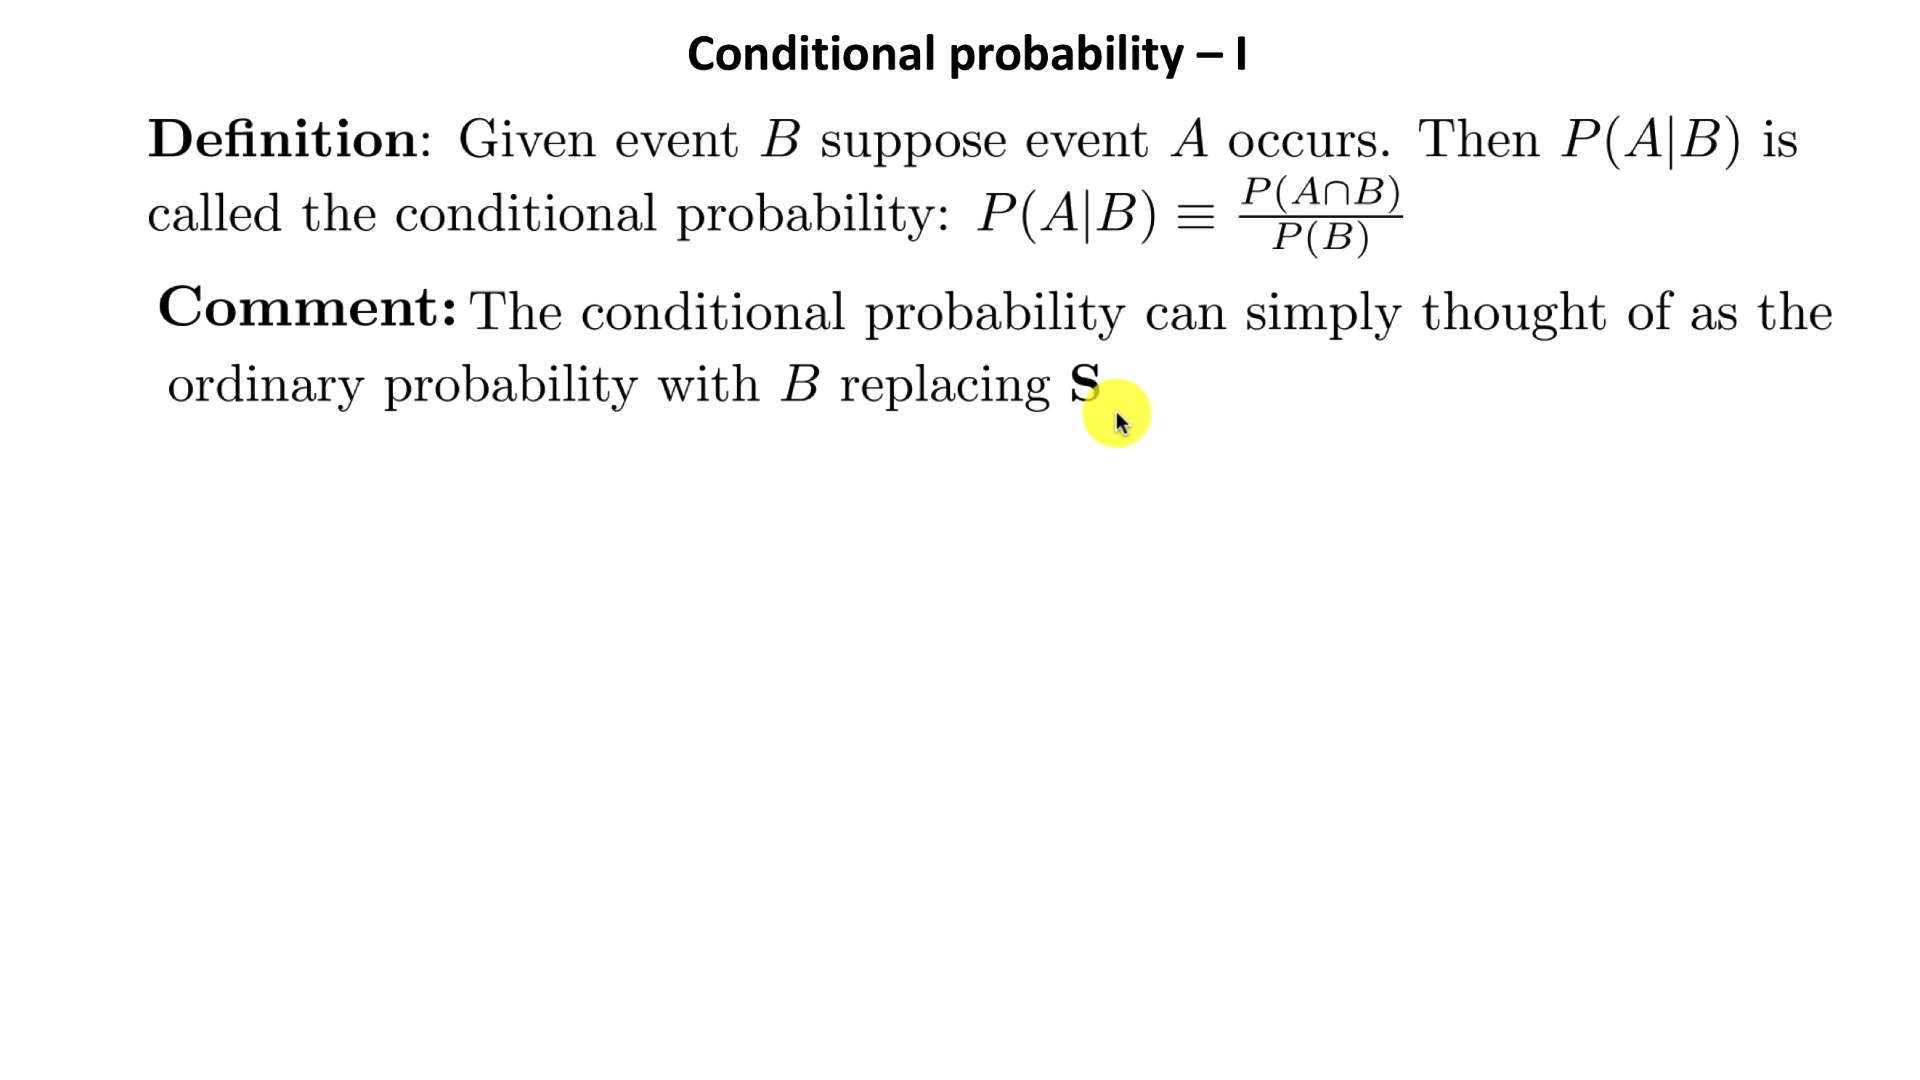 Conditional probability – I
Definition: Given event B suppose event A occurs. Then P(A|B) is
called the conditional probability: P(A|B) ≡ P(A∩B)/P(B)
Comment: The conditional probability can simply thought of as the
ordinary probability with B replacing S